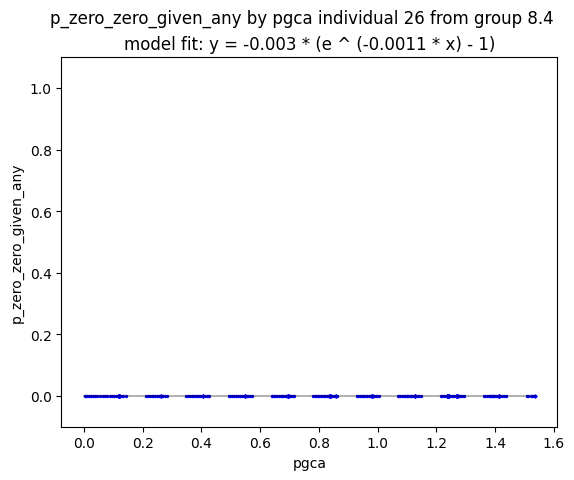 p_zero_zero_given_any by pgca individual 26 from group 8.4
model fit: y = -0.003 * (e ^ (-0.0011 * x) - 1)
1.0
0.8
0.6
0.4
0.2
0.0
p_zero_zero_given_any
0.0 0.2 0.4 0.6 0.8 1.0 1.2 1.4 1.6
pgca